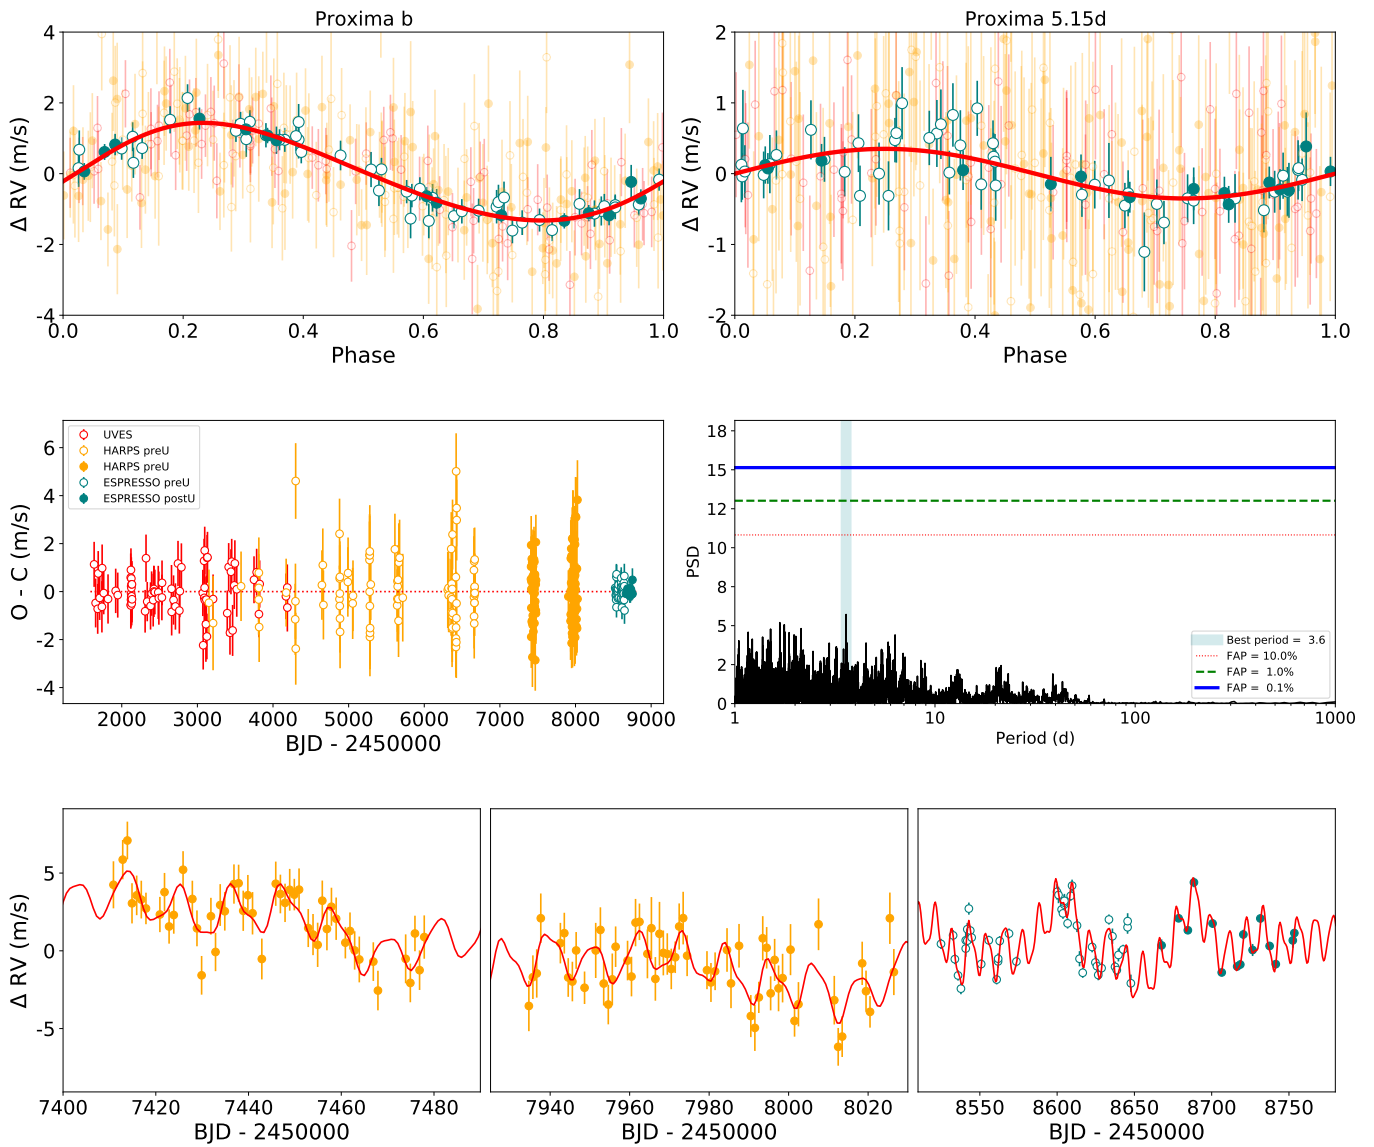 Proxima b
Proxima 5.15d
4
2
0
-2
-4
Δ RV (m/s)
0.0 0.2 0.4 0.6 0.8 1.0
Phase
2
1
0
-1
-2
Δ RV (m/s)
0.0 0.2 0.4 0.6 0.8 1.0
Phase
6
4
2
0
-2
-4
O - C (m/s)
UVES
HARPS preU
HARPS preU
ESPRESSO preU
ESPRESSO postU
2000 3000 4000 5000 6000 7000 8000 9000
BJD - 2450000
18
15
12
10
8
5
2
0
PSD
Best period = 3.6
FAP = 10.0%
FAP = 1.0%
FAP = 0.1%
1 10 100 1000
Period (d)
5
0
-5
Δ RV (m/s)
7400 7420 7440 7460 7480
BJD - 2450000
7940 7960 7980 8000 8020
BJD - 2450000
8550 8600 8650 8700 8750
BJD - 2450000